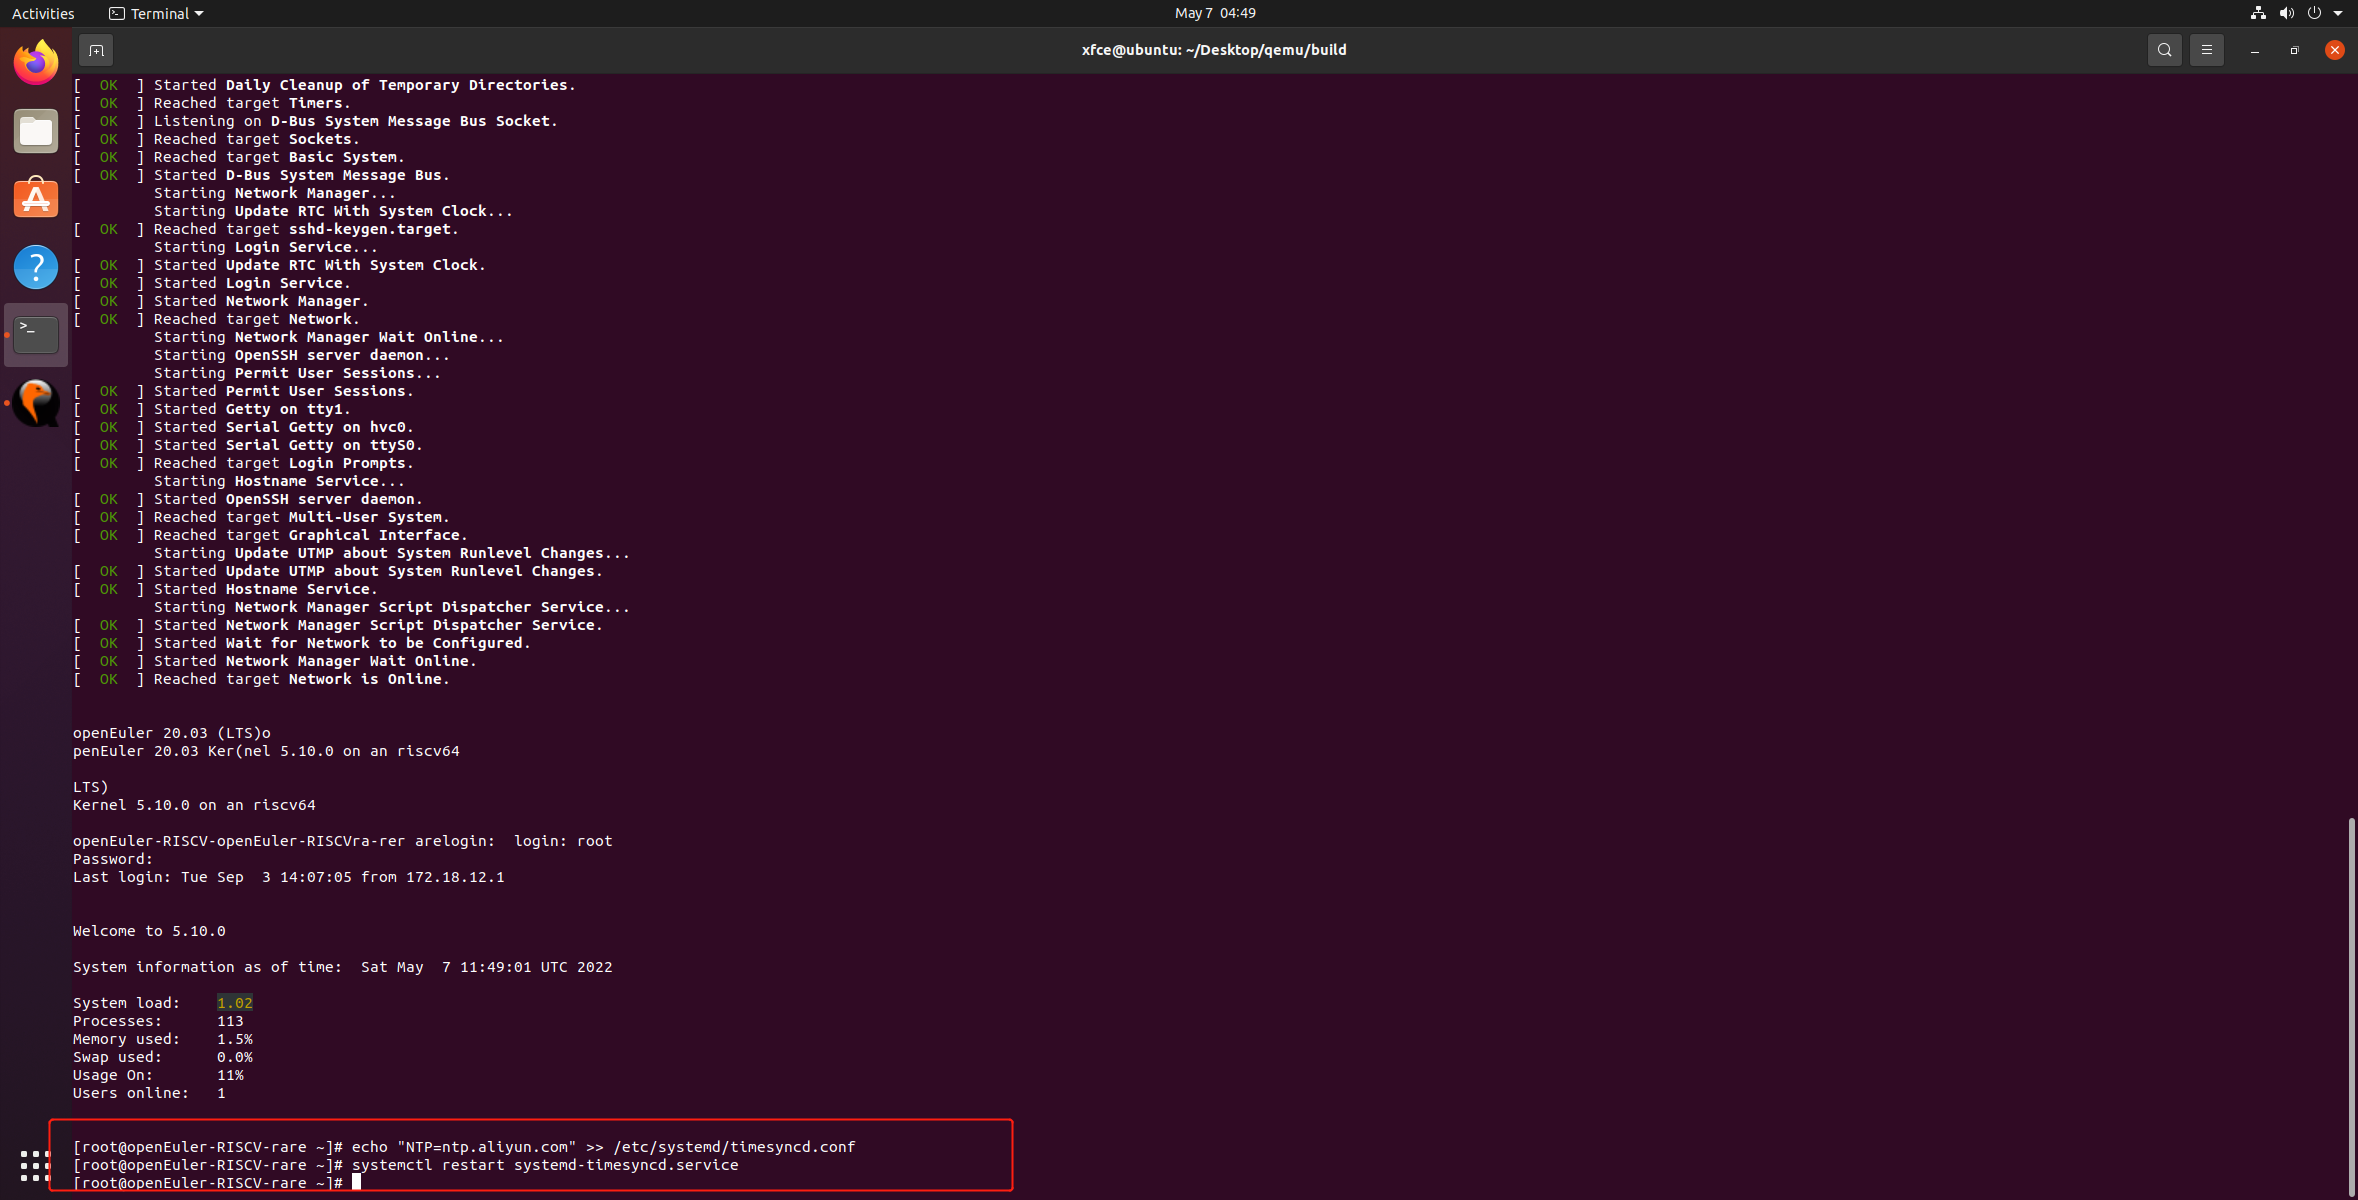 Activities Terminal May 7 04:49
xfce@ubuntu: ~/Desktop/qemu/build
[  OK  ] Started Daily Cleanup of Temporary Directories.
[  OK  ] Reached target Timers.
[  OK  ] Listening on D-Bus System Message Bus Socket.
[  OK  ] Reached target Sockets.
[  OK  ] Reached target Basic System.
[  OK  ] Started D-Bus System Message Bus.
         Starting Network Manager...
         Starting Update RTC With System Clock...
[  OK  ] Reached target sshd-keygen.target.
         Starting Login Service...
[  OK  ] Started Update RTC With System Clock.
[  OK  ] Started Login Service.
[  OK  ] Started Network Manager.
[  OK  ] Reached target Network.
         Starting Network Manager Wait Online...
         Starting OpenSSH server daemon...
         Starting Permit User Sessions...
[  OK  ] Started Permit User Sessions.
[  OK  ] Started Getty on tty1.
[  OK  ] Started Serial Getty on hvc0.
[  OK  ] Started Serial Getty on ttyS0.
[  OK  ] Reached target Login Prompts.
         Starting Hostname Service...
[  OK  ] Started OpenSSH server daemon.
[  OK  ] Reached target Multi-User System.
[  OK  ] Reached target Graphical Interface.
         Starting Update UTMP about System Runlevel Changes...
[  OK  ] Started Update UTMP about System Runlevel Changes.
[  OK  ] Started Hostname Service.
         Starting Network Manager Script Dispatcher Service...
[  OK  ] Started Network Manager Script Dispatcher Service.
[  OK  ] Started Wait for Network to be Configured.
[  OK  ] Started Network Manager Wait Online.
[  OK  ] Reached target Network is Online.
openEuler 20.03 (LTS)o
penEuler 20.03 Ker(nel 5.10.0 on an riscv64
LTS)
Kernel 5.10.0 on an riscv64
openEuler-RISCV-openEuler-RISCVra-rer arelogin:  login: root
Password:
Last login: Tue Sep  3 14:07:05 from 172.18.12.1
Welcome to 5.10.0
System information as of time:  Sat May  7 11:49:01 UTC 2022
System load:    1.02
Processes:      113
Memory used:    1.5%
Swap used:      0.0%
Usage On:       11%
Users online:   1
[root@openEuler-RISCV-rare ~]# echo "NTP=ntp.aliyun.com" >> /etc/systemd/timesyncd.conf
[root@openEuler-RISCV-rare ~]# systemctl restart systemd-timesyncd.service
[root@openEuler-RISCV-rare ~]#